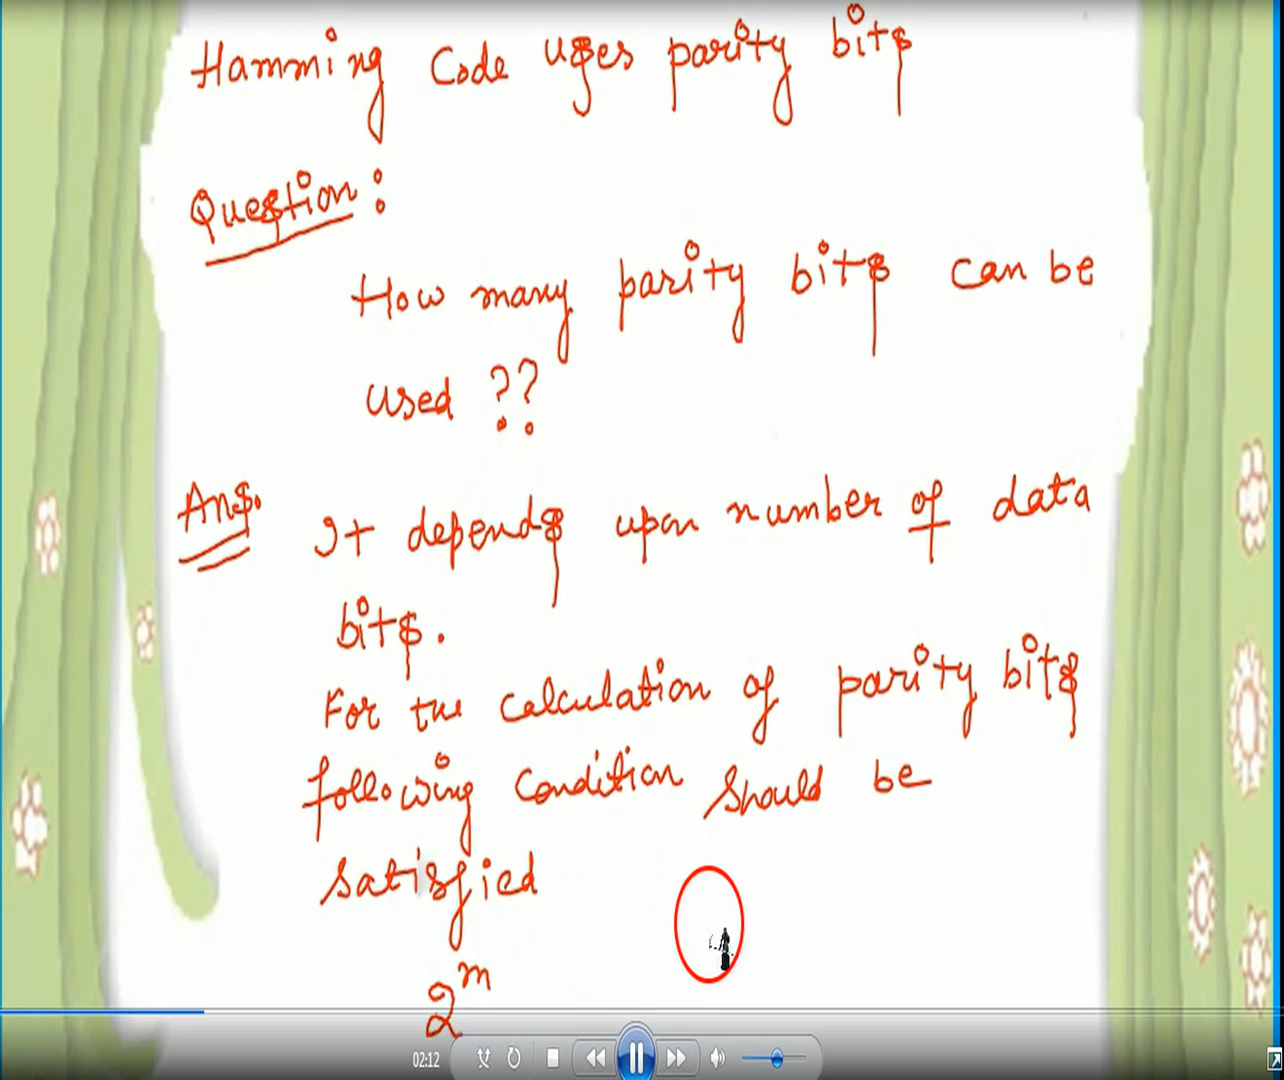 Hamming Code uses parity bits
Question:
How many parity bits can be
used ??
Ans. It depends upon number of data
bits.
For the calculation of parity bits
following condition should be
satisfied
2^m
02:12